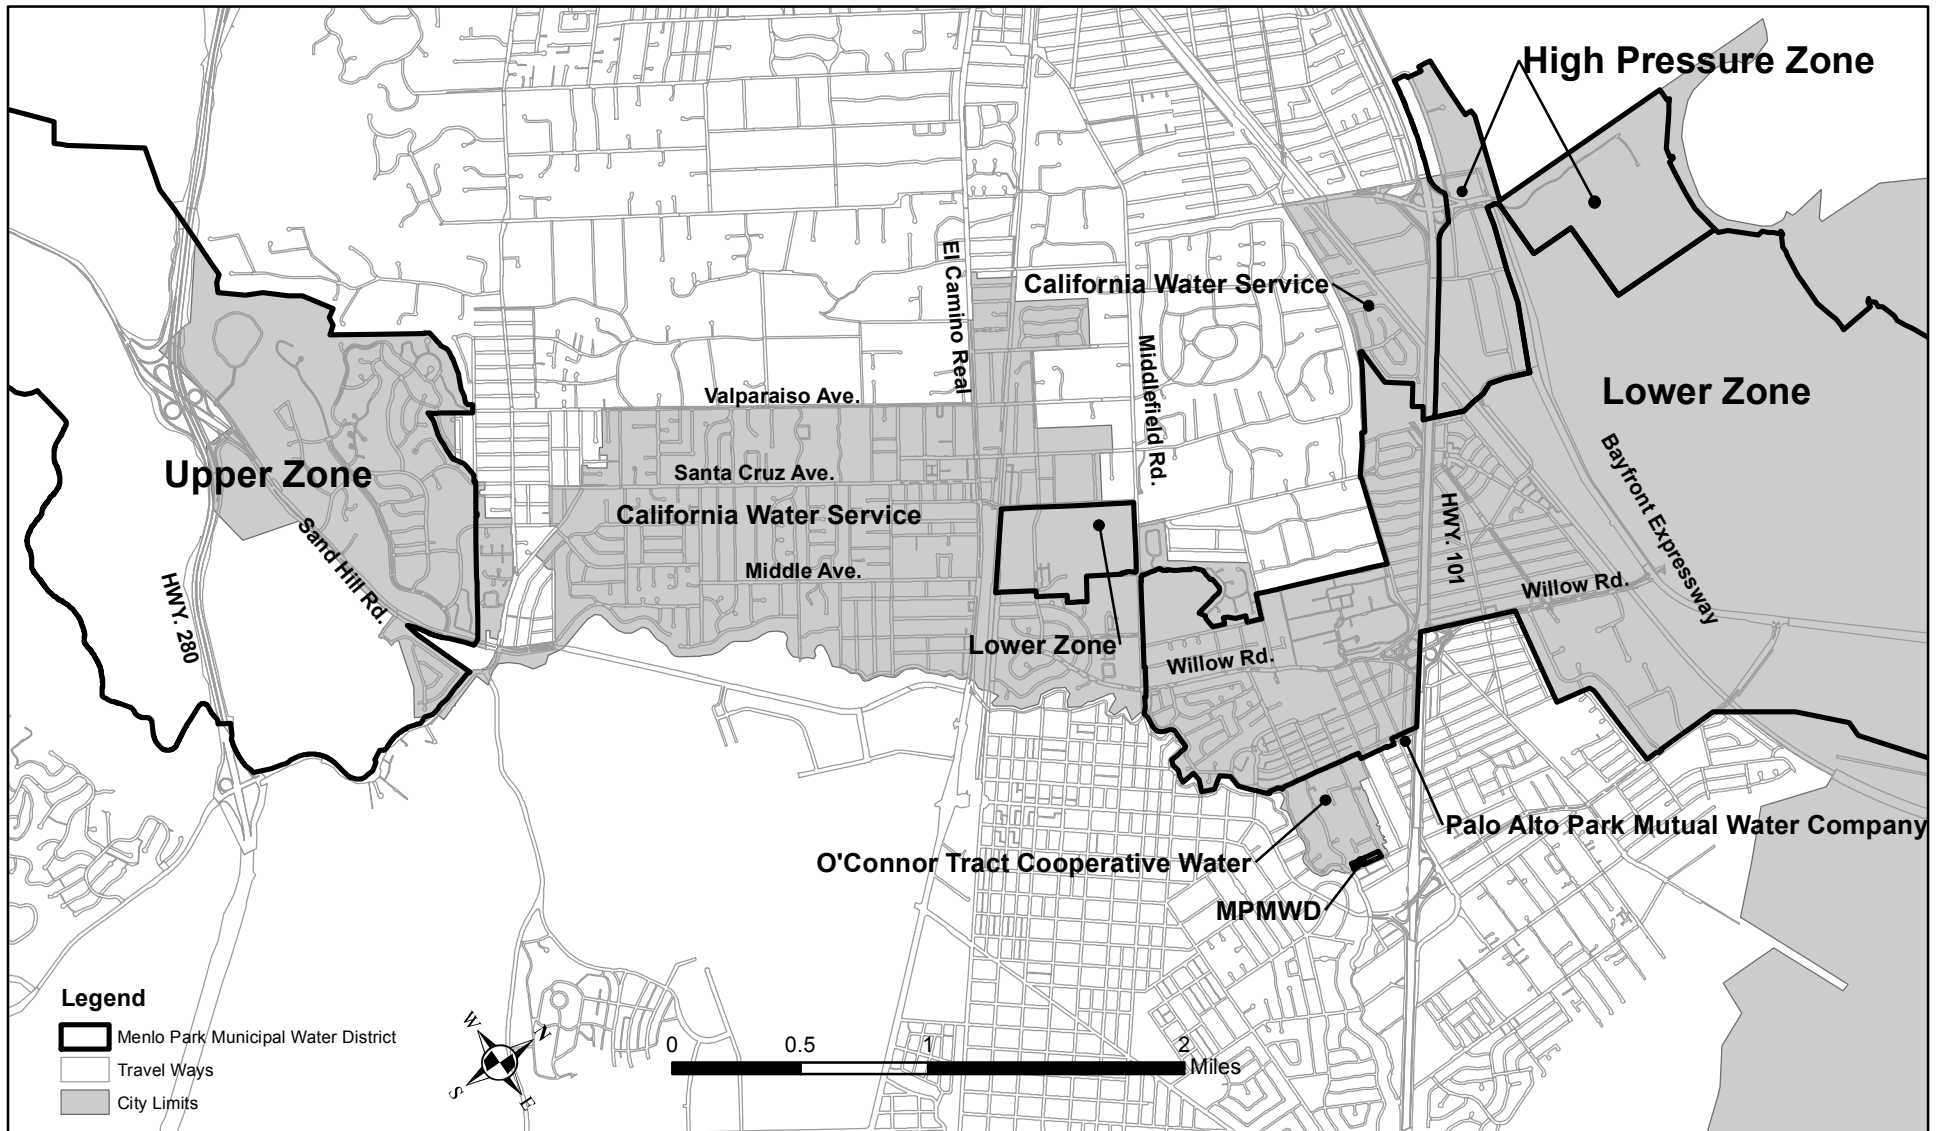 High Pressure Zone
El Camino Real
California Water Service
Middlefield Rd.
Valparaiso Ave.
Lower Zone
Upper Zone
Santa Cruz Ave.
California Water Service
Bayfront Expressway
HWY. 101
Sand Hill Rd.
Middle Ave.
Willow Rd.
HWY. 280
Lower Zone
Willow Rd.
Palo Alto Park Mutual Water Company
O'Connor Tract Cooperative Water
MPMWD
Legend
Menlo Park Municipal Water District
Travel Ways
City Limits
W
N
S
E
0 0.5 1 2
Miles